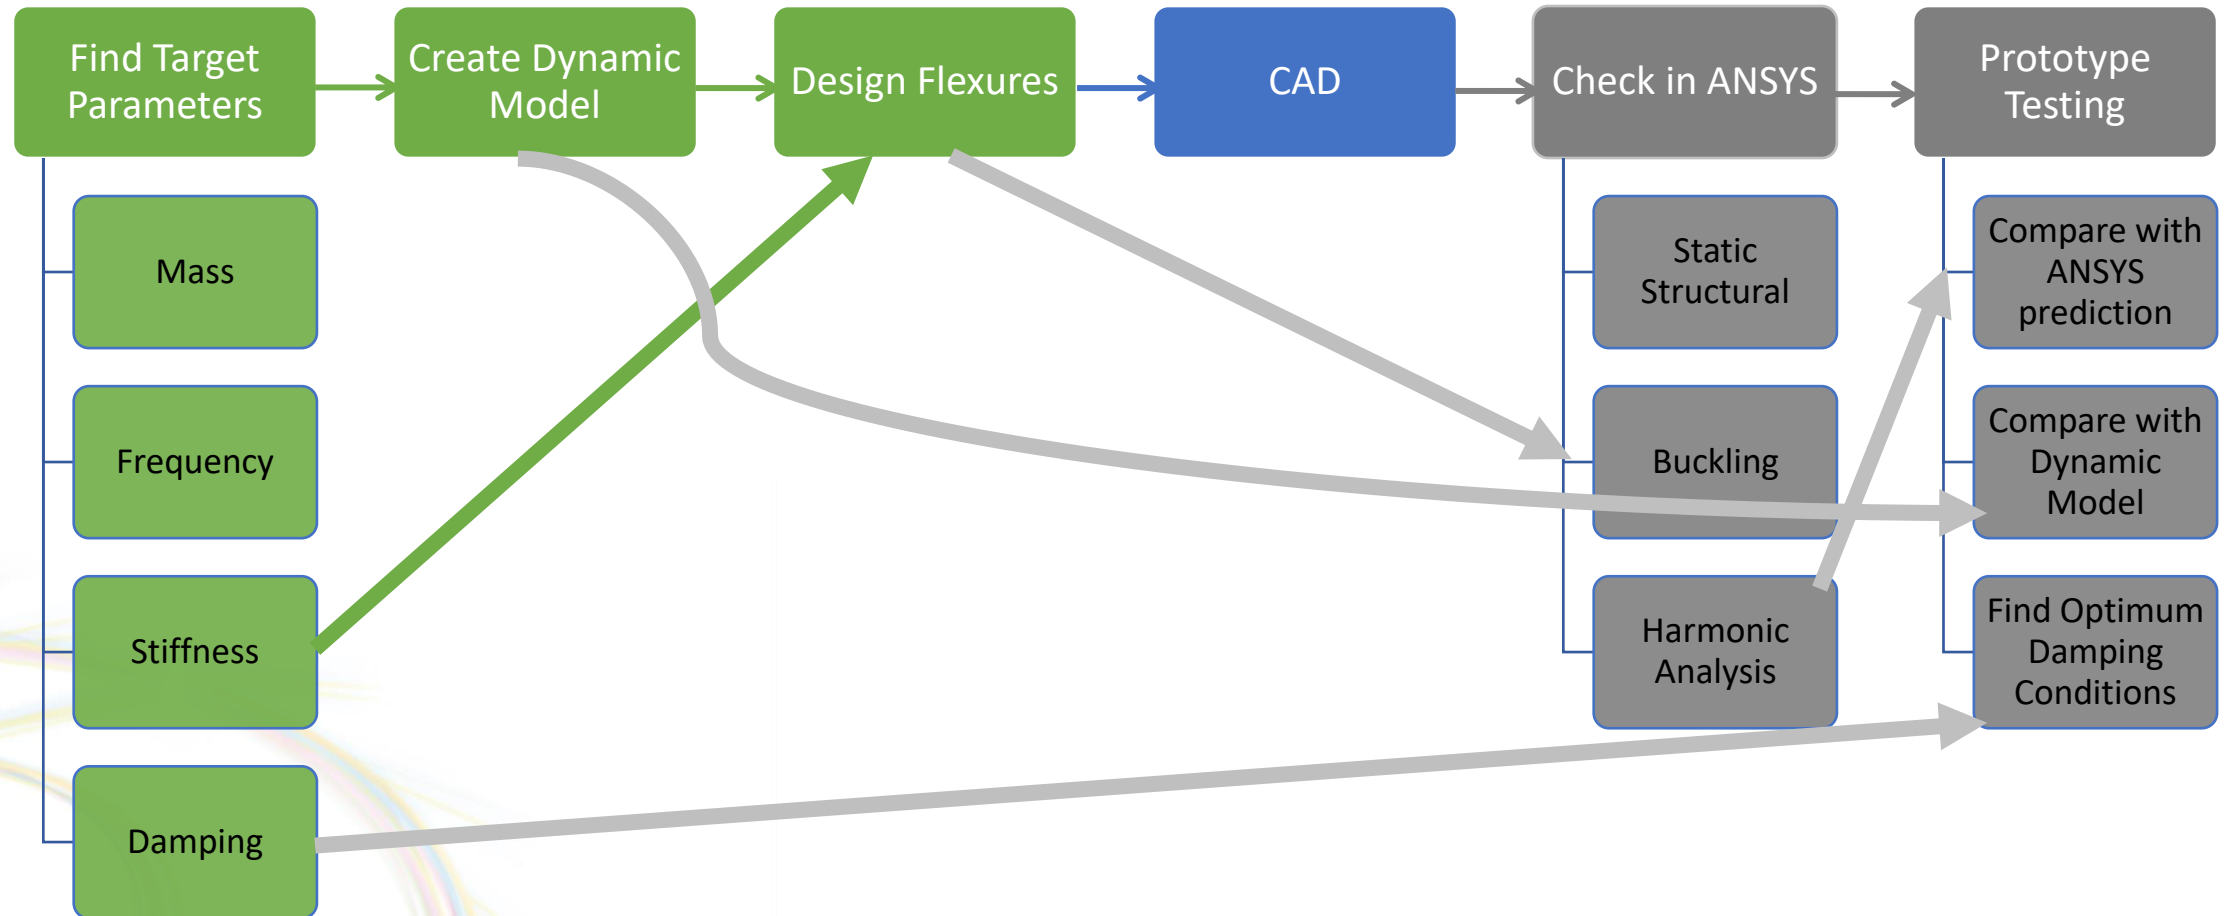 Find Target
Parameters
Create Dynamic
Model
Design Flexures
CAD
Check in ANSYS
Prototype
Testing
Mass
Frequency
Stiffness
Damping
Static
Structural
Buckling
Harmonic
Analysis
Compare with
ANSYS
prediction
Compare with
Dynamic
Model
Find Optimum
Damping
Conditions